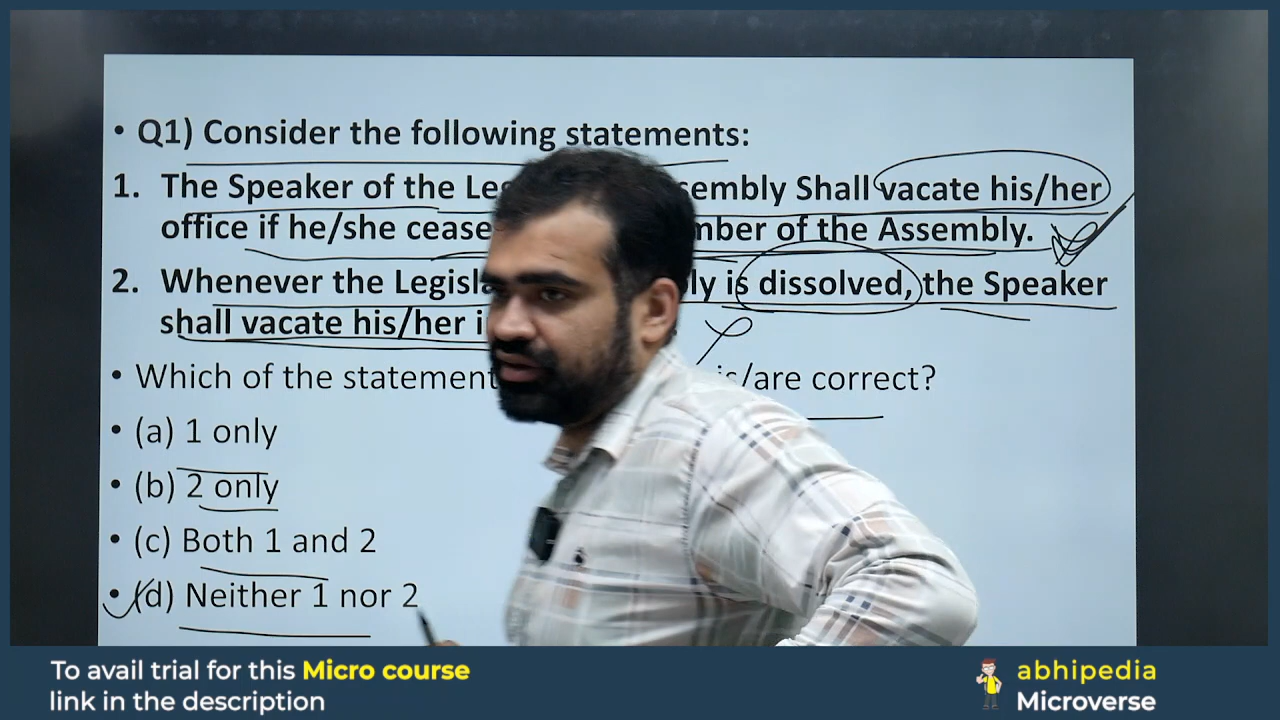 • Q1) Consider the following statements:
1. The Speaker of the Le sembly Shall vacate his/her
office if he/she cease mber of the Assembly.
2. Whenever the Legisl ly is dissolved, the Speaker
shall vacate his/her i
• Which of the statement is/are correct?
• (a) 1 only
• (b) 2 only
• (c) Both 1 and 2
• (d) Neither 1 nor 2
To avail trial for this Micro course
link in the description
abhipedia
Microverse